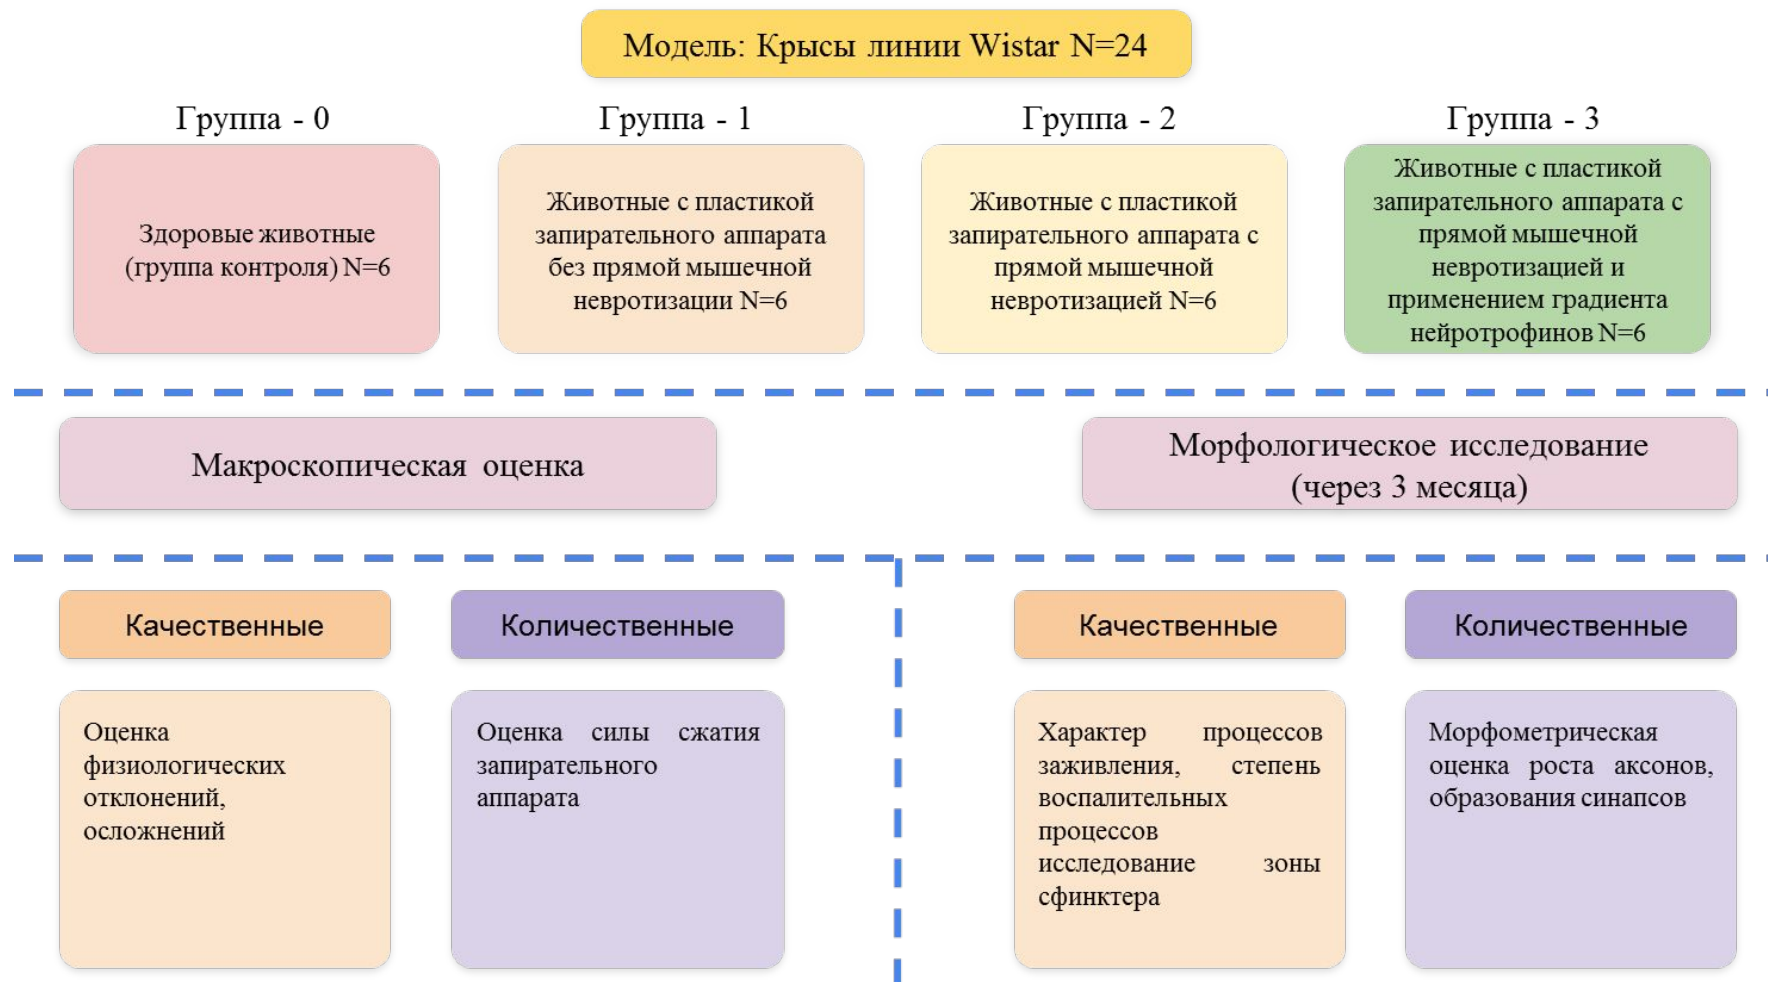 Модель: Крысы линии Wistar N=24
Группа - 0
Группа - 1
Группа - 2
Группа - 3
Здоровые животные
(группа контроля) N=6
Животные с пластикой
запирательного аппарата
без прямой мышечной
невротизации N=6
Животные с пластикой
запирательного аппарата с
прямой мышечной
невротизацией N=6
Животные с пластикой
запирательного аппарата с
прямой мышечной
невротизацией и
применением градиента
нейротрофинов N=6
Макроскопическая оценка
Морфологическое исследование
(через 3 месяца)
Качественные
Количественные
Качественные
Количественные
Оценка
физиологических
отклонений,
осложнений
Оценка силы сжатия
запирательного
аппарата
Характер процессов
заживления, степень
воспалительных
процессов
исследование зоны
сфинктера
Морфометрическая
оценка роста аксонов,
образования синапсов